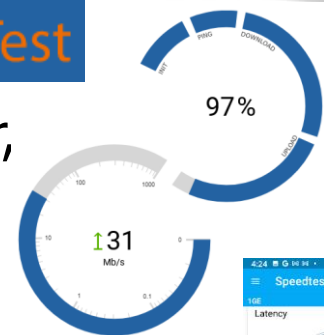 Test
INIT
PING
DOWNLOAD
UPLOAD
97%
r,
100
1000
10
↥31
0
Mb/s
1
0.1
4:24
Speedtes
1GE
Latency